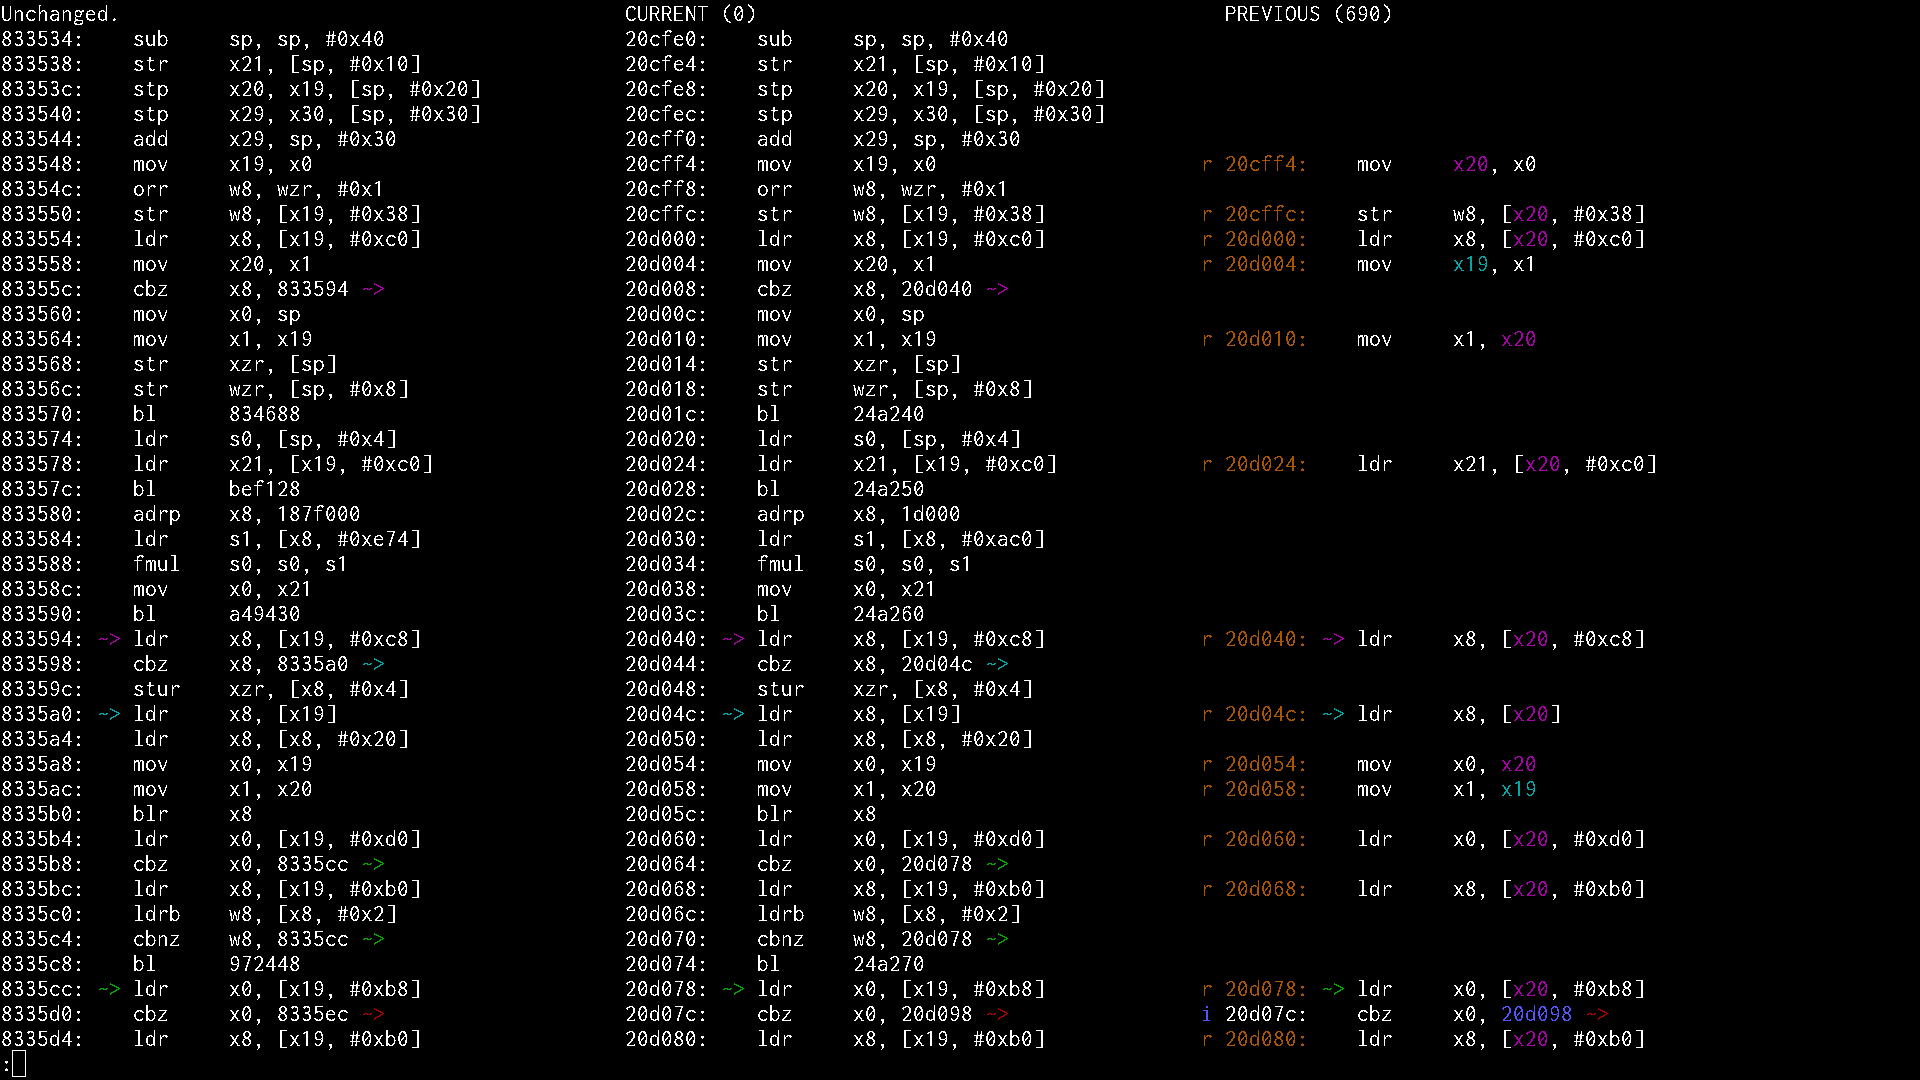 Unchanged. CURRENT (0) PREVIOUS (690)
833534: sub sp, sp, #0x40 20cfe0: sub sp, sp, #0x40
833538: str x21, [sp, #0x10] 20cfe4: str x21, [sp, #0x10]
83353c: stp x20, x19, [sp, #0x20] 20cfe8: stp x20, x19, [sp, #0x20]
833540: stp x29, x30, [sp, #0x30] 20cfec: stp x29, x30, [sp, #0x30]
833544: add x29, sp, #0x30 20cff0: add x29, sp, #0x30
833548: mov x19, x0 20cff4: mov x19, x0 r 20cff4: mov x20, x0
83354c: orr w8, wzr, #0x1 20cff8: orr w8, wzr, #0x1
833550: str w8, [x19, #0x38] 20cffc: str w8, [x19, #0x38] r 20cffc: str w8, [x20, #0x38]
833554: ldr x8, [x19, #0xc0] 20d000: ldr x8, [x19, #0xc0] r 20d000: ldr x8, [x20, #0xc0]
833558: mov x20, x1 20d004: mov x20, x1 r 20d004: mov x19, x1
83355c: cbz x8, 833594 ~> 20d008: cbz x8, 20d040 ~>
833560: mov x0, sp 20d00c: mov x0, sp
833564: mov x1, x19 20d010: mov x1, x19 r 20d010: mov x1, x20
833568: str xzr, [sp] 20d014: str xzr, [sp]
83356c: str wzr, [sp, #0x8] 20d018: str wzr, [sp, #0x8]
833570: bl 834688 20d01c: bl 24a240
833574: ldr s0, [sp, #0x4] 20d020: ldr s0, [sp, #0x4]
833578: ldr x21, [x19, #0xc0] 20d024: ldr x21, [x19, #0xc0] r 20d024: ldr x21, [x20, #0xc0]
83357c: bl bef128 20d028: bl 24a250
833580: adrp x8, 187f000 20d02c: adrp x8, 1d000
833584: ldr s1, [x8, #0xe74] 20d030: ldr s1, [x8, #0xac0]
833588: fmul s0, s0, s1 20d034: fmul s0, s0, s1
83358c: mov x0, x21 20d038: mov x0, x21
833590: bl a49430 20d03c: bl 24a260
833594: ~> ldr x8, [x19, #0xc8] 20d040: ~> ldr x8, [x19, #0xc8] r 20d040: ~> ldr x8, [x20, #0xc8]
833598: cbz x8, 8335a0 ~> 20d044: cbz x8, 20d04c ~>
83359c: stur xzr, [x8, #0x4] 20d048: stur xzr, [x8, #0x4]
8335a0: ~> ldr x8, [x19] 20d04c: ~> ldr x8, [x19] r 20d04c: ~> ldr x8, [x20]
8335a4: ldr x8, [x8, #0x20] 20d050: ldr x8, [x8, #0x20]
8335a8: mov x0, x19 20d054: mov x0, x19 r 20d054: mov x0, x20
8335ac: mov x1, x20 20d058: mov x1, x20 r 20d058: mov x1, x19
8335b0: blr x8 20d05c: blr x8
8335b4: ldr x0, [x19, #0xd0] 20d060: ldr x0, [x19, #0xd0] r 20d060: ldr x0, [x20, #0xd0]
8335b8: cbz x0, 8335cc ~> 20d064: cbz x0, 20d078 ~>
8335bc: ldr x8, [x19, #0xb0] 20d068: ldr x8, [x19, #0xb0] r 20d068: ldr x8, [x20, #0xb0]
8335c0: ldrb w8, [x8, #0x2] 20d06c: ldrb w8, [x8, #0x2]
8335c4: cbnz w8, 8335cc ~> 20d070: cbnz w8, 20d078 ~>
8335c8: bl 972448 20d074: bl 24a270
8335cc: ~> ldr x0, [x19, #0xb8] 20d078: ~> ldr x0, [x19, #0xb8] r 20d078: ~> ldr x0, [x20, #0xb8]
8335d0: cbz x0, 8335ec ~> 20d07c: cbz x0, 20d098 ~> i 20d07c: cbz x0, 20d098 ~>
8335d4: ldr x8, [x19, #0xb0] 20d080: ldr x8, [x19, #0xb0] r 20d080: ldr x8, [x20, #0xb0]
: